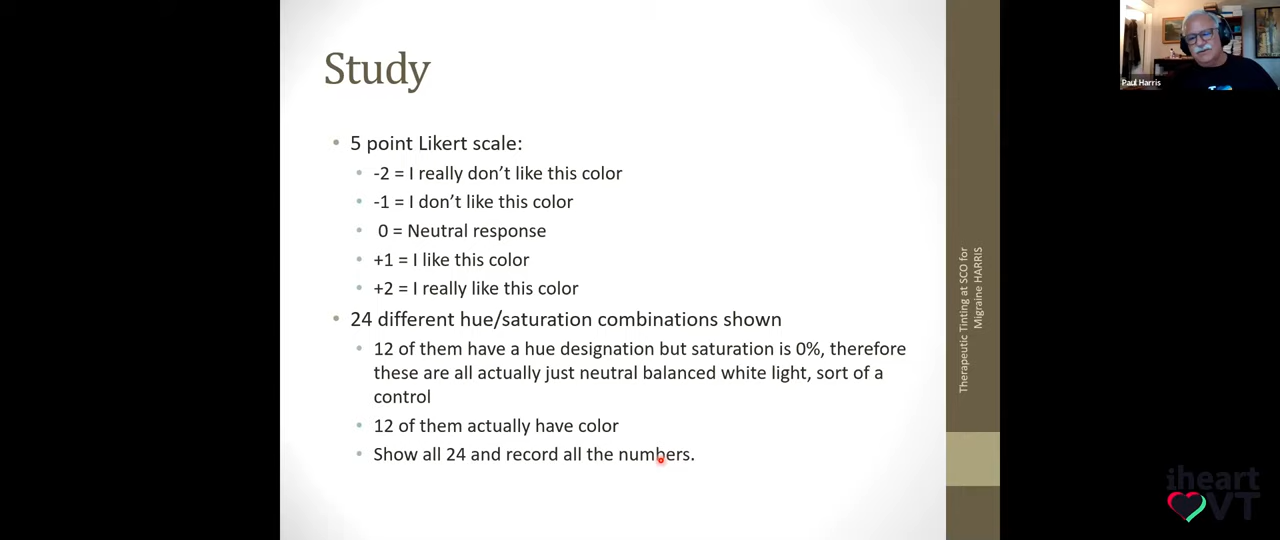 Study
5 point Likert scale:
-2 = I really don't like this color
-1 = I don't like this color
0 = Neutral response
+1 = I like this color
+2 = I really like this color
24 different hue/saturation combinations shown
12 of them have a hue designation but saturation is 0%, therefore
these are all actually just neutral balanced white light, sort of a
control
12 of them actually have color
Show all 24 and record all the numbers.
Therapeutic Tinting at SCO for
Migraine HARRIS
Paul Harris
iheart
VT